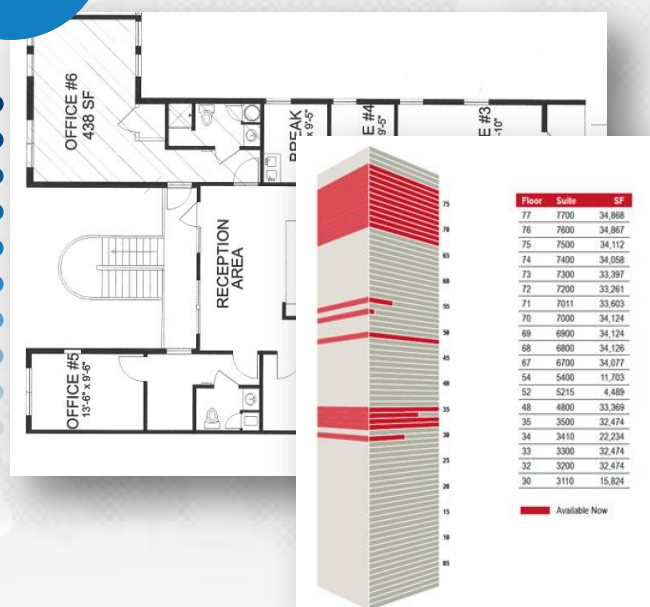 OFFICE #6
438 SF
BREAK
x 9'-5"
E #4
9'-5"
E #3
-10"
RECEPTION
AREA
OFFICE #5
13'-6" x 9'-6"
75
70
65
60
55
50
45
40
35
30
25
20
15
10
05
Floor Suite SF
77 7700 34,868
76 7600 34,867
75 7500 34,112
74 7400 34,058
73 7300 33,397
72 7200 33,261
71 7011 33,603
70 7000 34,124
69 6900 34,124
68 6800 34,126
67 6700 34,077
54 5400 11,703
52 5215 4,489
48 4800 33,369
35 3500 32,474
34 3410 22,234
33 3300 32,474
32 3200 32,474
30 3110 15,824
Available Now